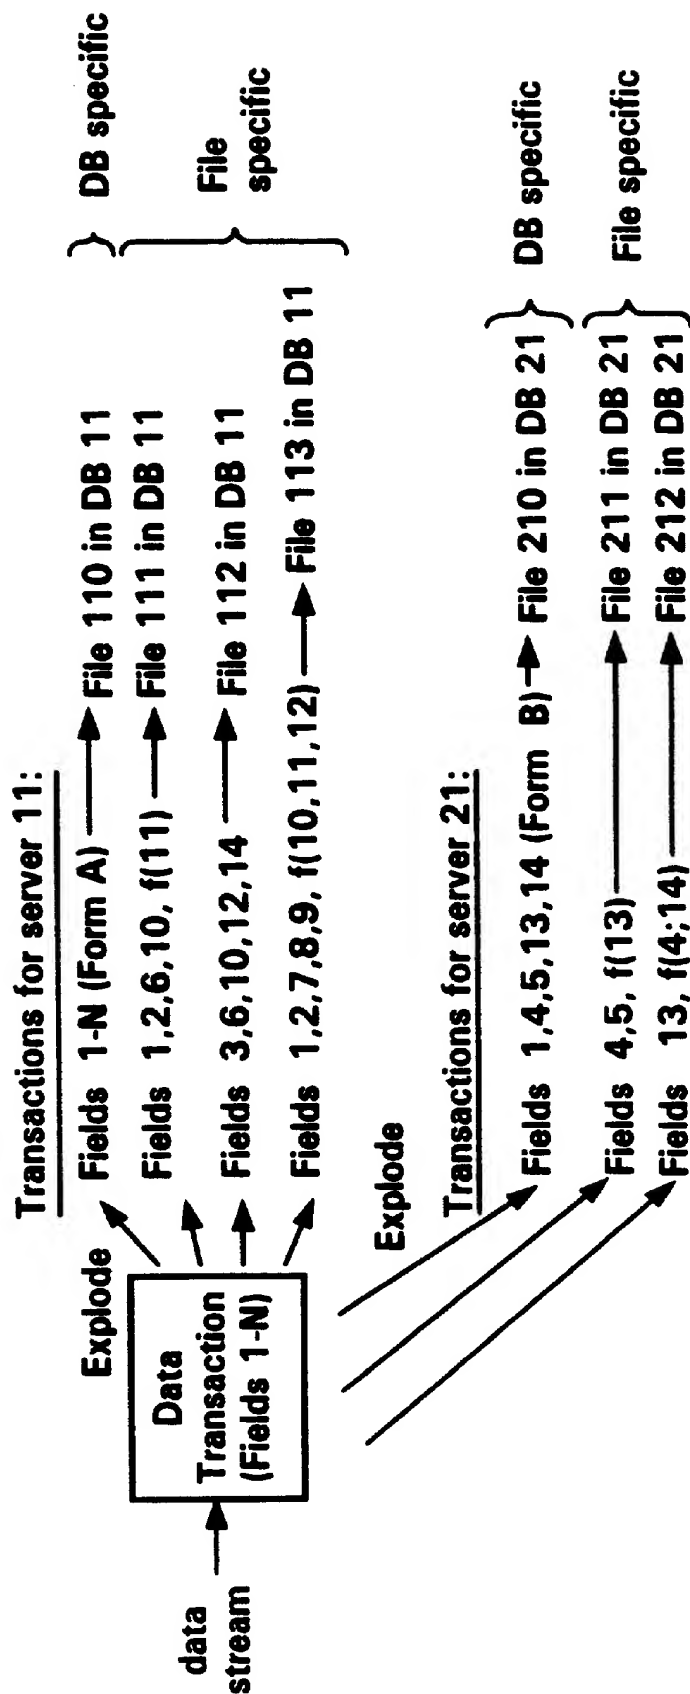 data
stream
Data
Transaction
(Fields 1-N)
Explode
Transactions for server 11:
Fields 1-N (Form A) File 110 in DB 11
Fields 1,2,6,10, f(11) File 111 in DB 11
Fields 3,6,10,12,14 File 112 in DB 11
Fields 1,2,7,8,9, f(10,11,12) File 113 in DB 11
DB specific
File
specific
Explode
Transactions for server 21:
Fields 1,4,5,13,14 (Form B) File 210 in DB 21
Fields 4,5, f(13) File 211 in DB 21
Fields 13, f(4;14) File 212 in DB 21
DB specific
File specific